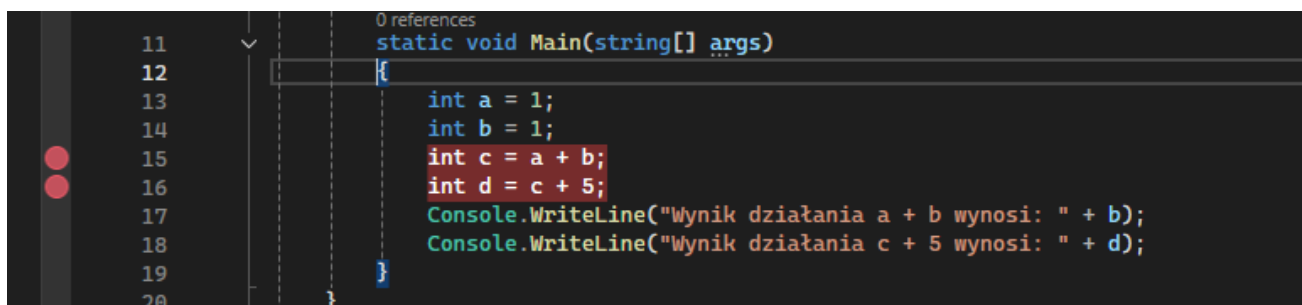 0 references
11 static void Main(string[] args)
12 {
13 int a = 1;
14 int b = 1;
15 int c = a + b;
16 int d = c + 5;
17 Console.WriteLine("Wynik działania a + b wynosi: " + b);
18 Console.WriteLine("Wynik działania c + 5 wynosi: " + d);
19 }
20 }